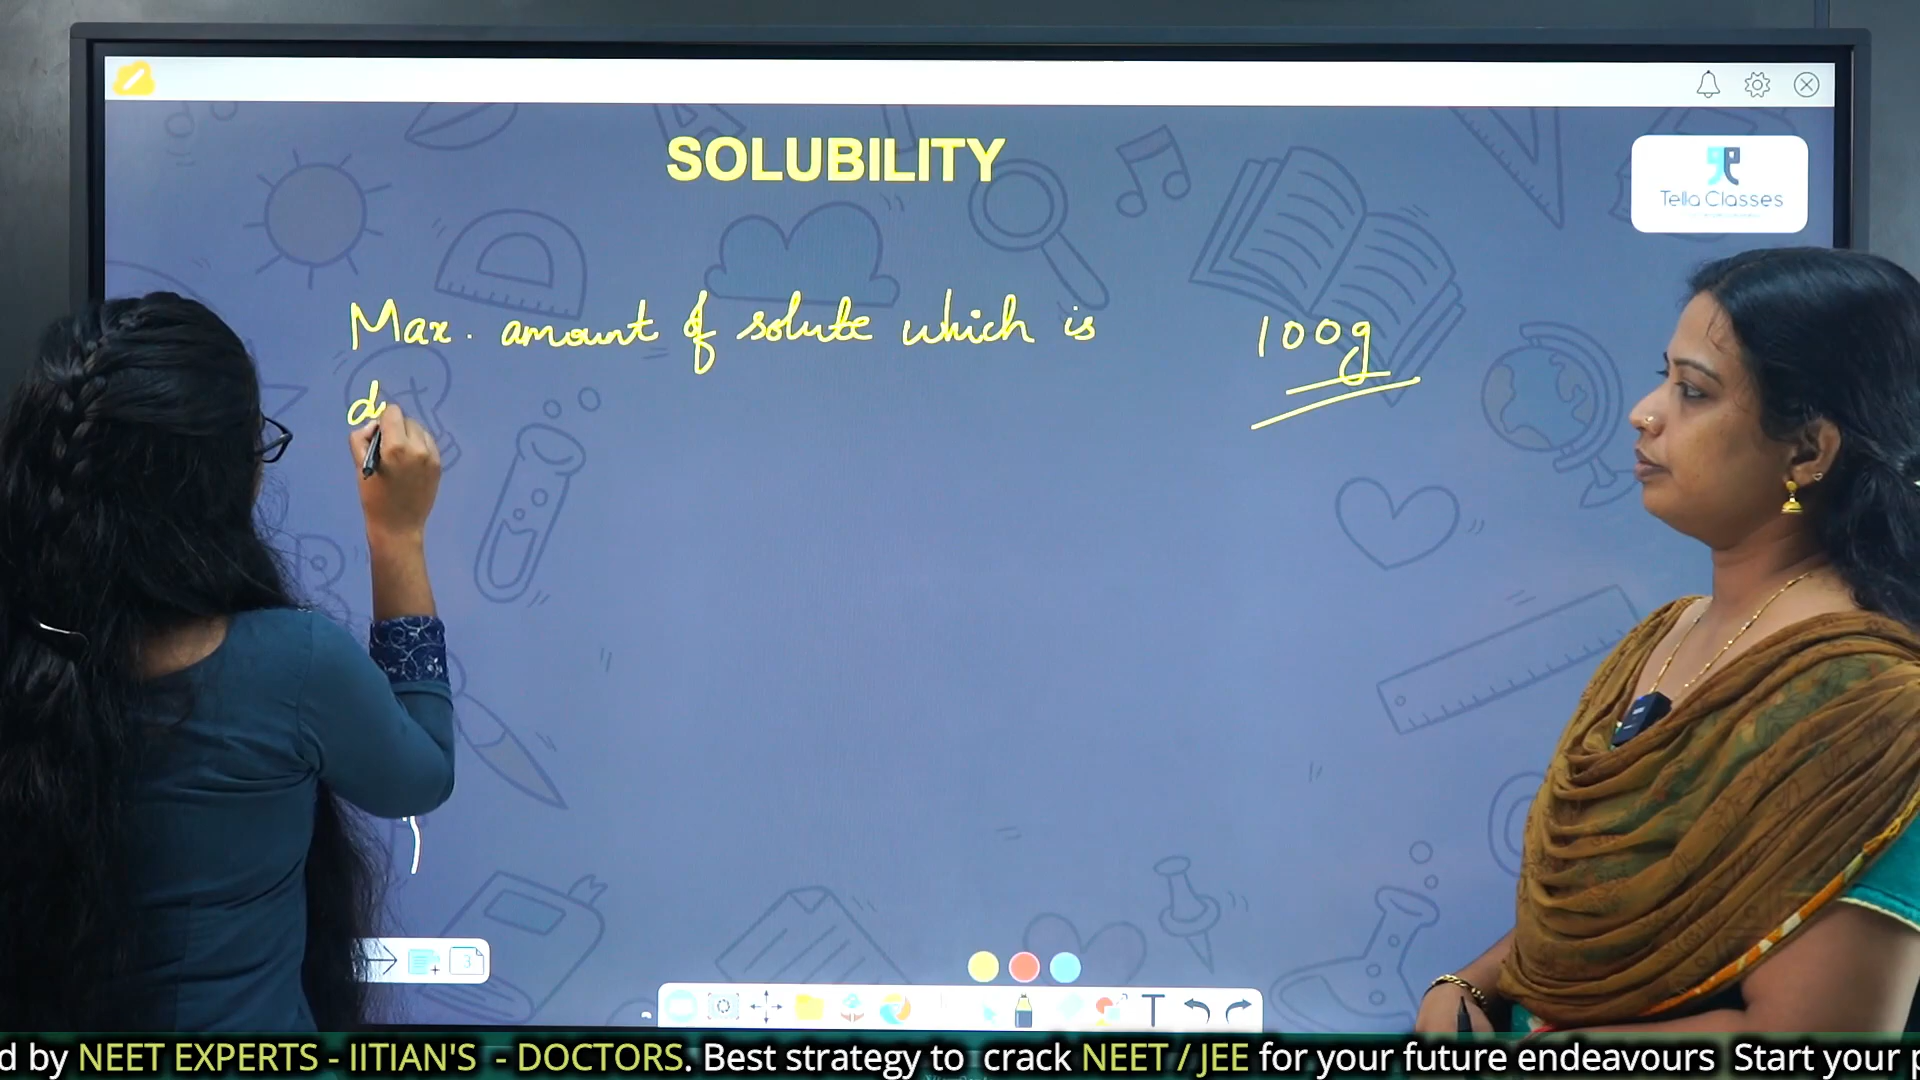 SOLUBILITY
Tella Classes
Max. amount of solute which is
100g
d
3
T
d by NEET EXPERTS - IITIAN'S - DOCTORS. Best strategy to crack NEET / JEE for your future endeavours Start your p